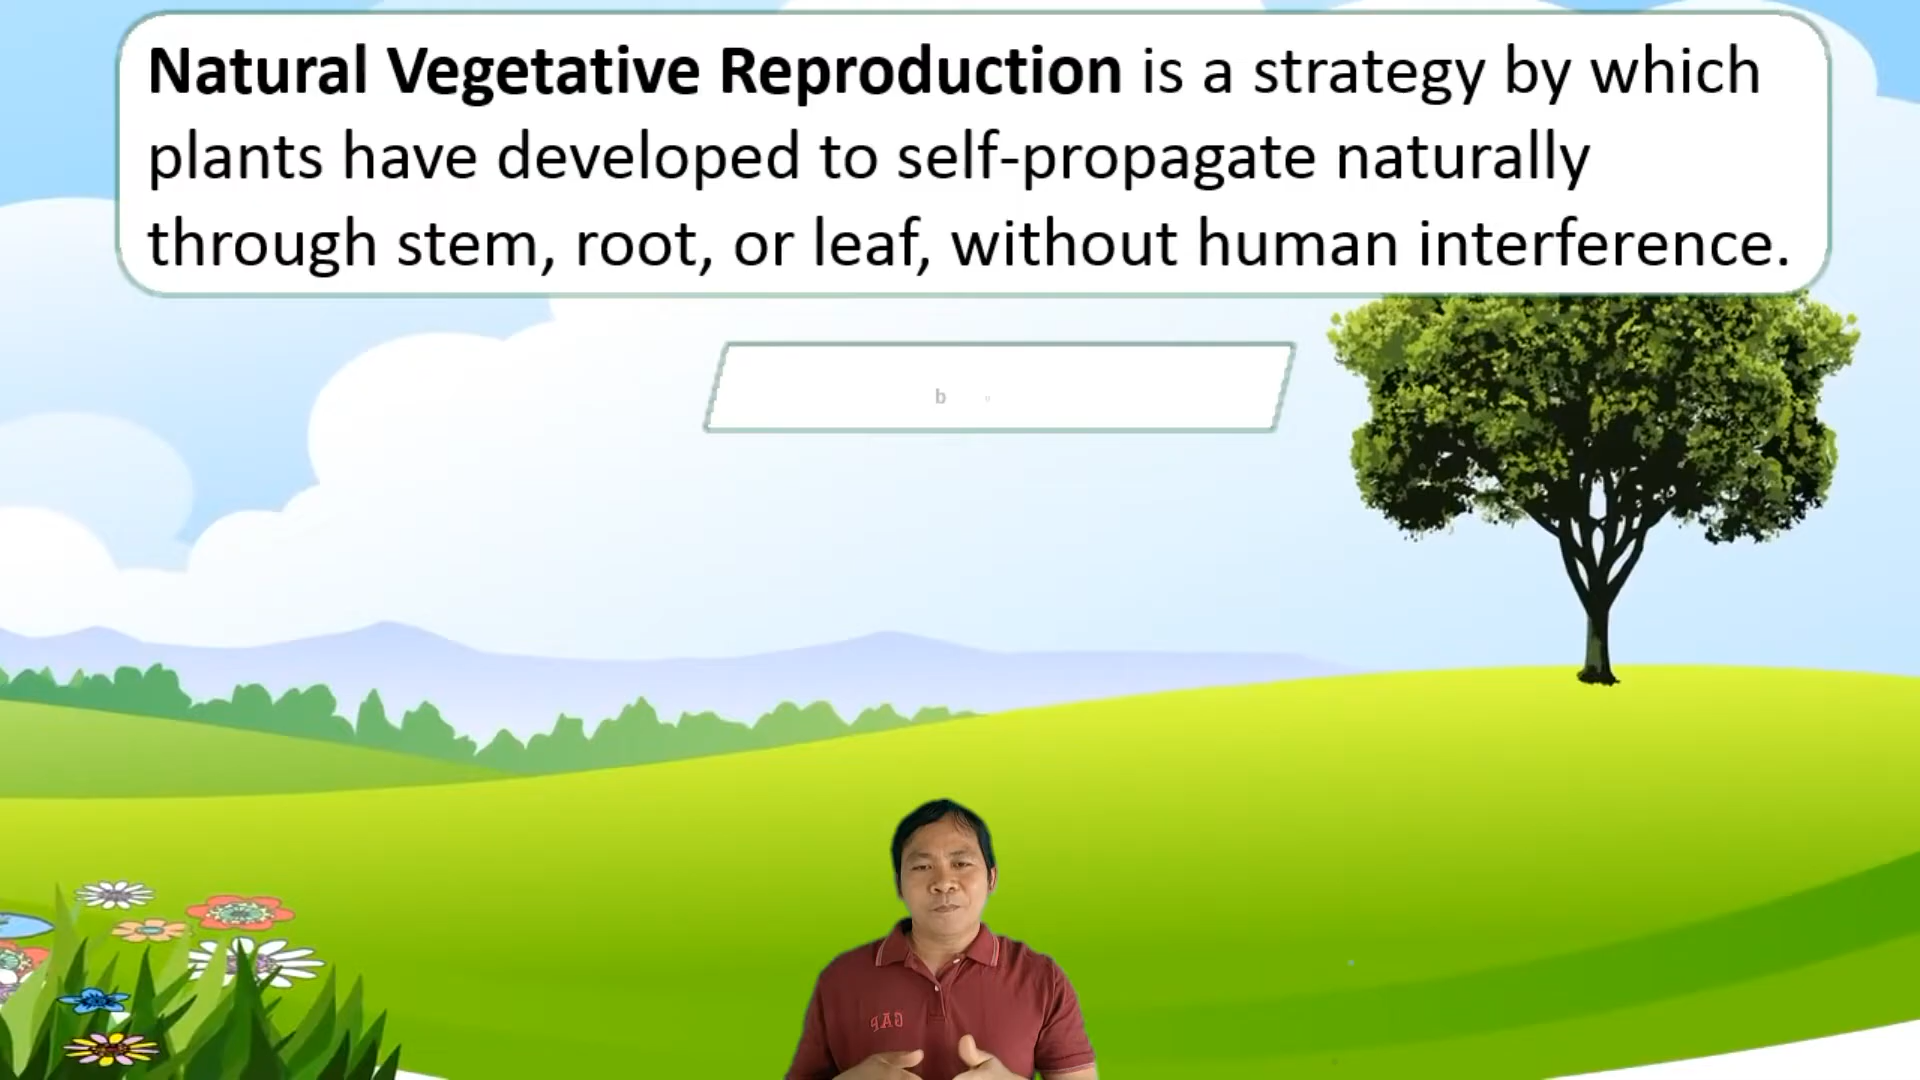 Natural Vegetative Reproduction is a strategy by which
plants have developed to self-propagate naturally
through stem, root, or leaf, without human interference.
b
GAP